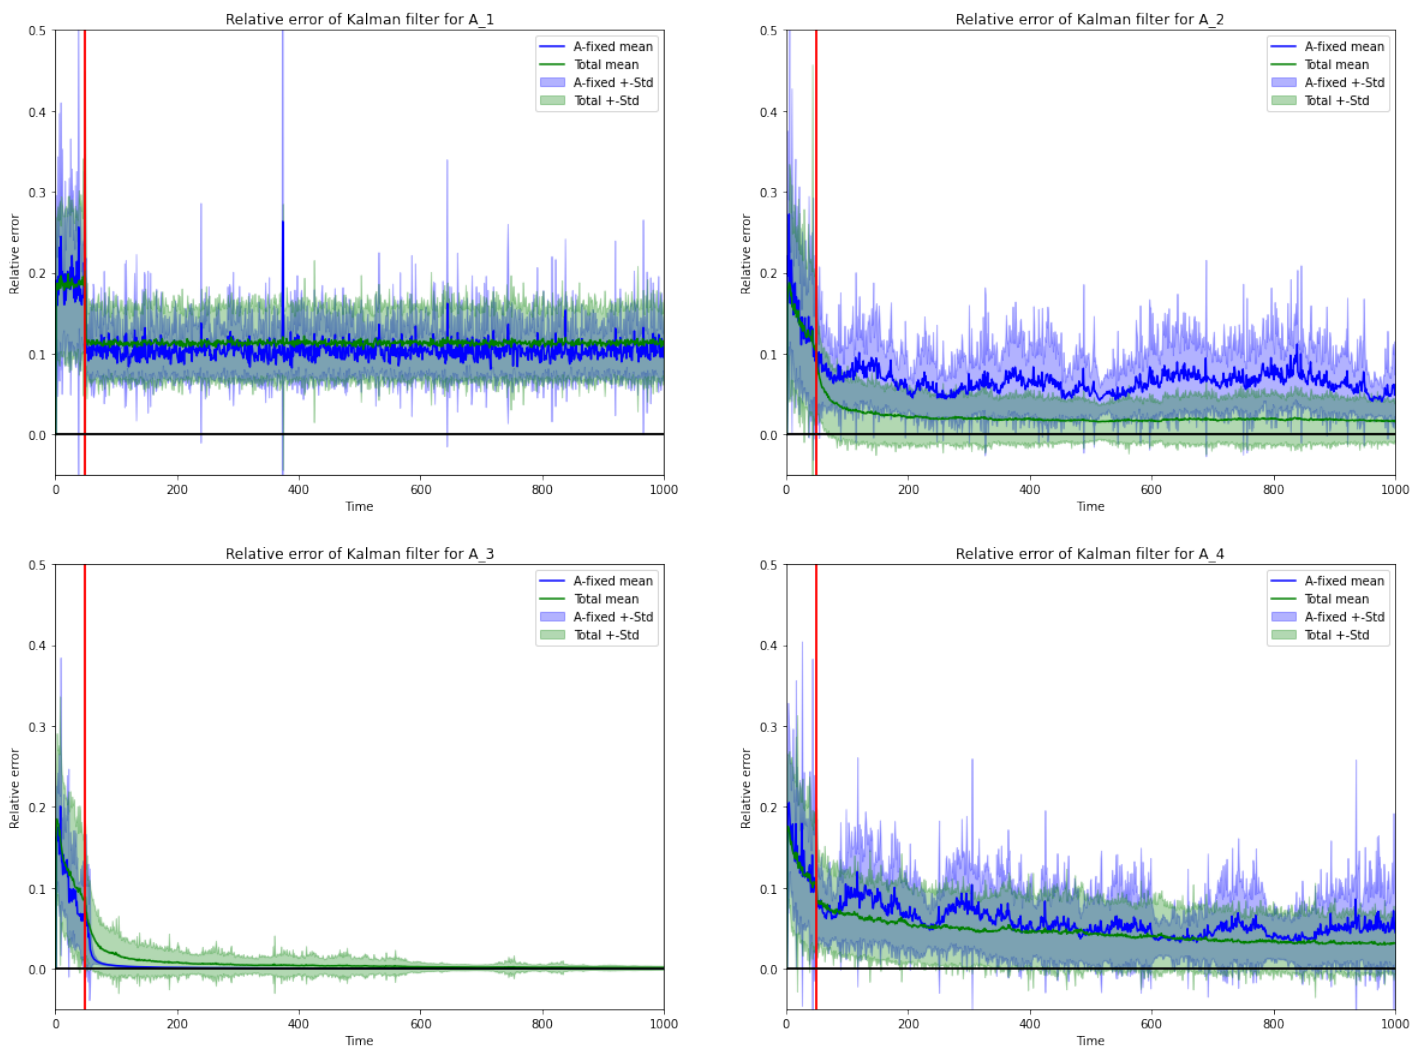 Relative error of Kalman filter for A_1
0.5
0.4
0.3
0.2
0.1
0.0
Relative error
A-fixed mean
Total mean
A-fixed +-Std
Total +-Std
0 200 400 600 800 1000
Time
Relative error of Kalman filter for A_2
0.5
0.4
0.3
0.2
0.1
0.0
Relative error
A-fixed mean
Total mean
A-fixed +-Std
Total +-Std
0 200 400 600 800 1000
Time
Relative error of Kalman filter for A_3
0.5
0.4
0.3
0.2
0.1
0.0
Relative error
A-fixed mean
Total mean
A-fixed +-Std
Total +-Std
0 200 400 600 800 1000
Time
Relative error of Kalman filter for A_4
0.5
0.4
0.3
0.2
0.1
0.0
Relative error
A-fixed mean
Total mean
A-fixed +-Std
Total +-Std
0 200 400 600 800 1000
Time